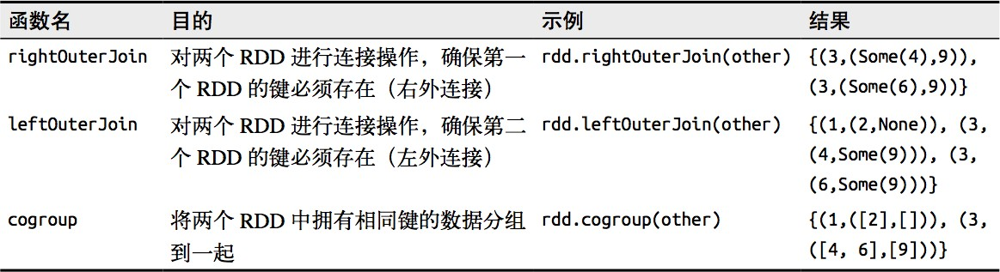 函数名 目的 示例 结果
rightOuterJoin 对两个 RDD 进行连接操作，确保第一 rdd.rightOuterJoin(other) {(3,(Some(4),9)),
个 RDD 的键必须存在（右外连接） (3,(Some(6),9))}
leftOuterJoin 对两个 RDD 进行连接操作，确保第二 rdd.leftOuterJoin(other) {(1,(2,None)), (3,
个 RDD 的键必须存在（左外连接） (4,Some(9))), (3,
(6,Some(9)))}
cogroup 将两个 RDD 中拥有相同键的数据分组 rdd.cogroup(other) {(1,([2],[])), (3,
到一起 ([4, 6],[9]))}